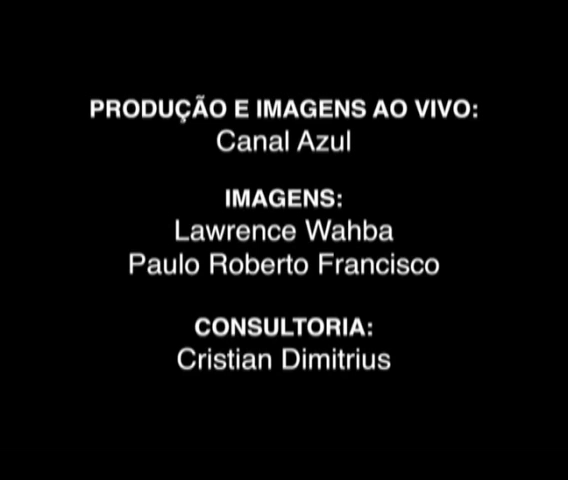 PRODUÇÃO E IMAGENS AO VIVO:
Canal Azul
IMAGENS:
Lawrence Wahba
Paulo Roberto Francisco
CONSULTORIA:
Cristian Dimitrius